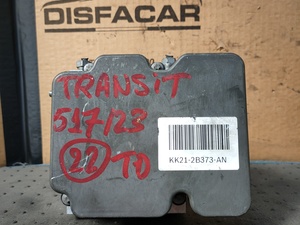 DISFACAR
TRANSIT
517/23
22 TD
KK21-2B373-AN